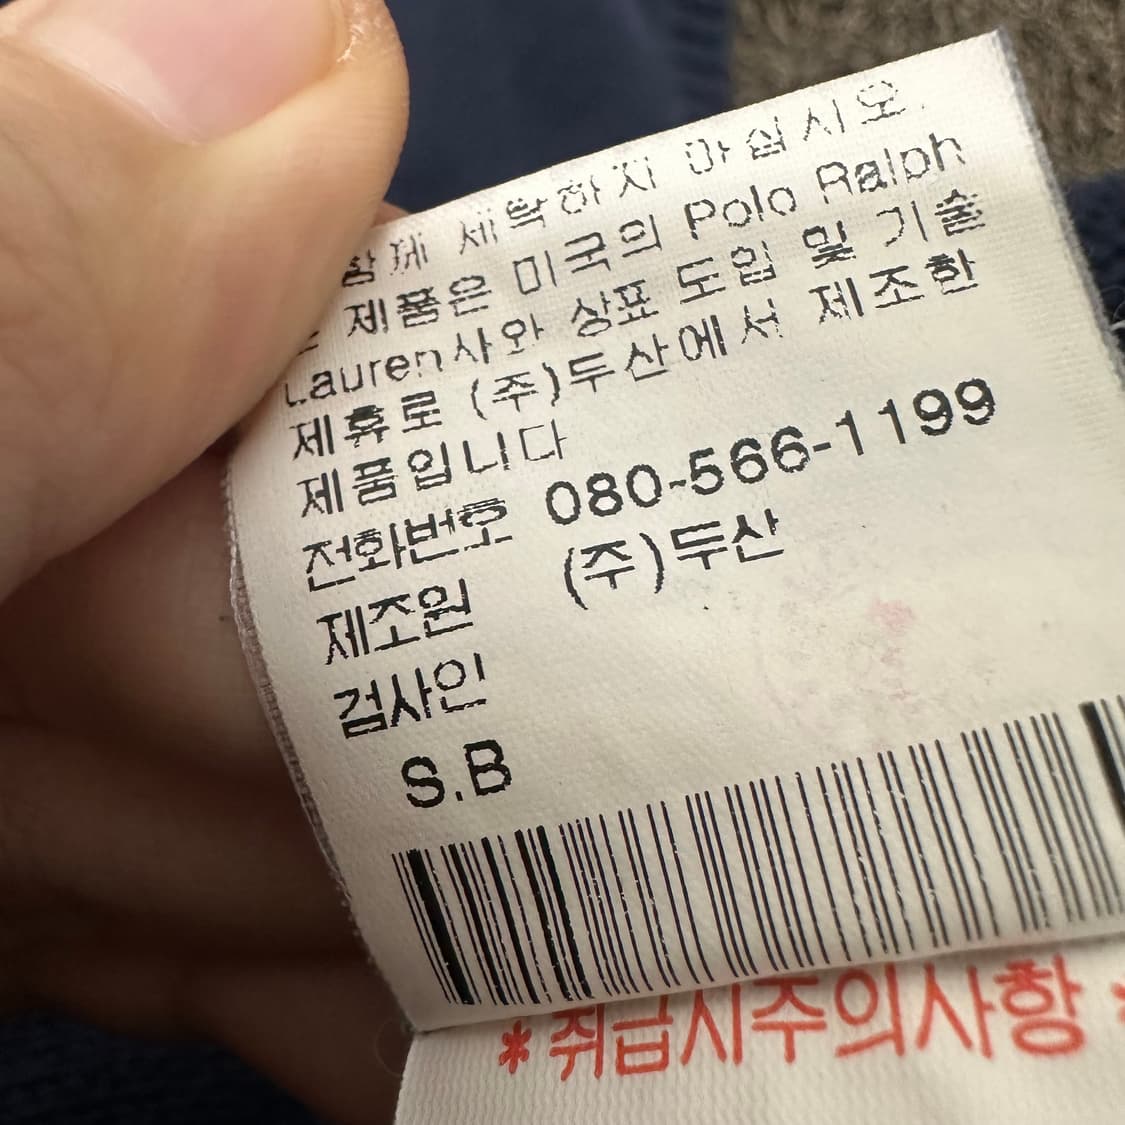 함께 세탁하지 마십시오.
제품은 미국의 Polo Ralph
Lauren사와 상표 도입 및 기술
제휴로 (주)두산에서 제조한
제품입니다
전화번호 080-566-1199
제조원 (주)두산
검사인
S.B
*취급시주의사항*